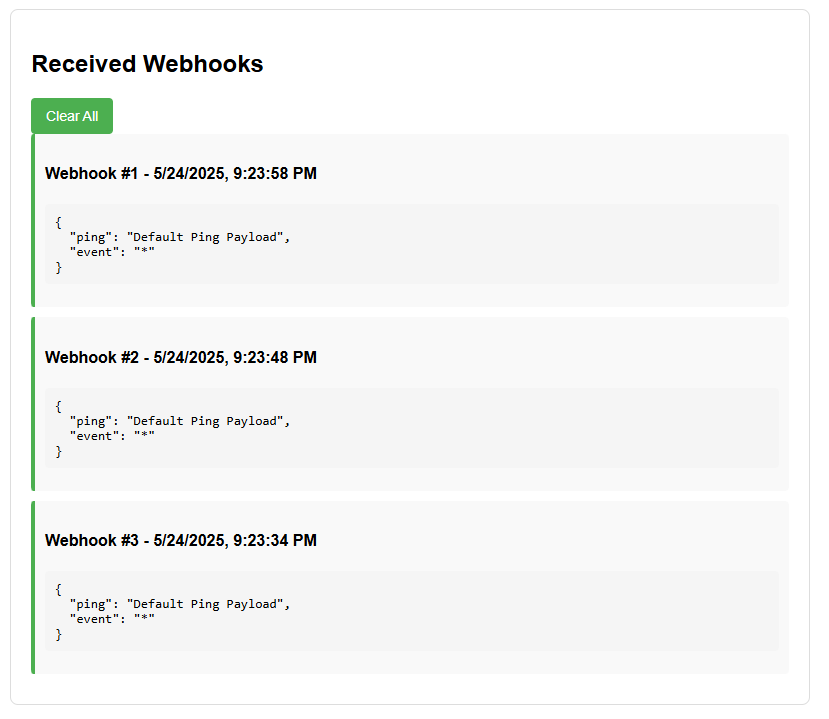 Received Webhooks
Clear All
Webhook #1 - 5/24/2025, 9:23:58 PM
{
  "ping": "Default Ping Payload",
  "event": "*"
}
Webhook #2 - 5/24/2025, 9:23:48 PM
{
  "ping": "Default Ping Payload",
  "event": "*"
}
Webhook #3 - 5/24/2025, 9:23:34 PM
{
  "ping": "Default Ping Payload",
  "event": "*"
}